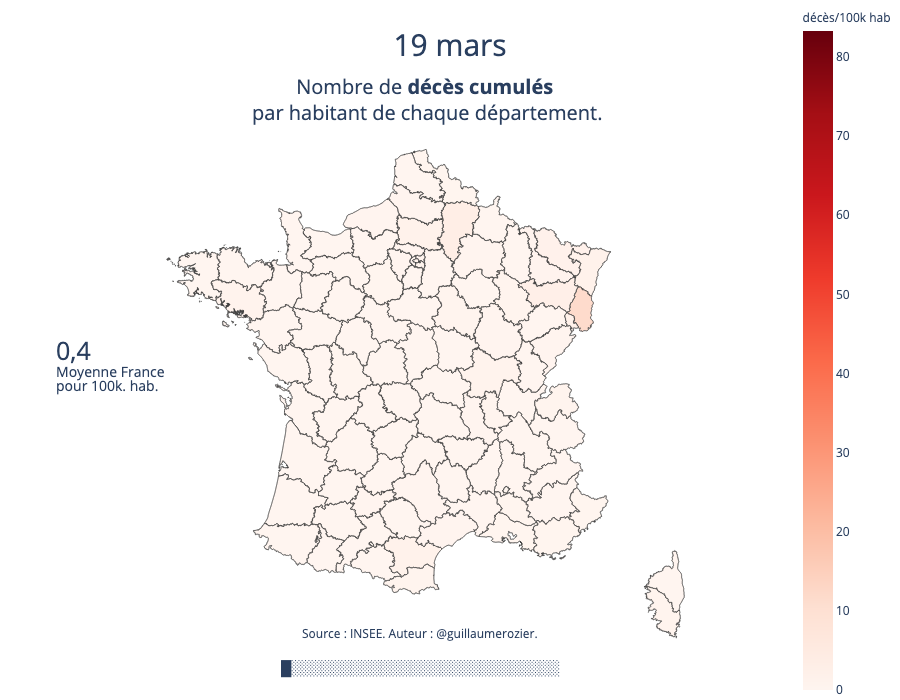 19 mars
Nombre de décès cumulés
par habitant de chaque département.
décès/100k hab
80
70
60
50
40
30
20
10
0
0,4
Moyenne France
pour 100k. hab.
Source : INSEE. Auteur : @guillaumerozier.